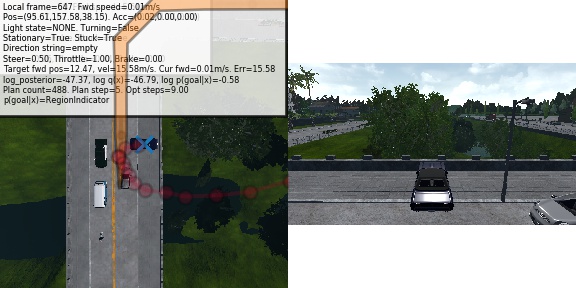 Local frame=647. Fwd speed=0.01m/s
Pos=(95.61,157.58,38.15). Acc=(0.02,0.00,0.00)
Light state=NONE. Turning=False
Stationary=True. Stuck=True
Direction string=empty
Steer=0.50, Throttle=1.00, Brake=0.00
Target fwd pos=12.47, vel=15.58m/s. Cur fwd=0.01m/s. Err=15.58
log_posterior=-47.37, log q(x)=-46.79, log p(goal|x)=-0.58
Plan count=488. Plan step=5. Opt steps=9.00
p(goal|x)=RegionIndicator